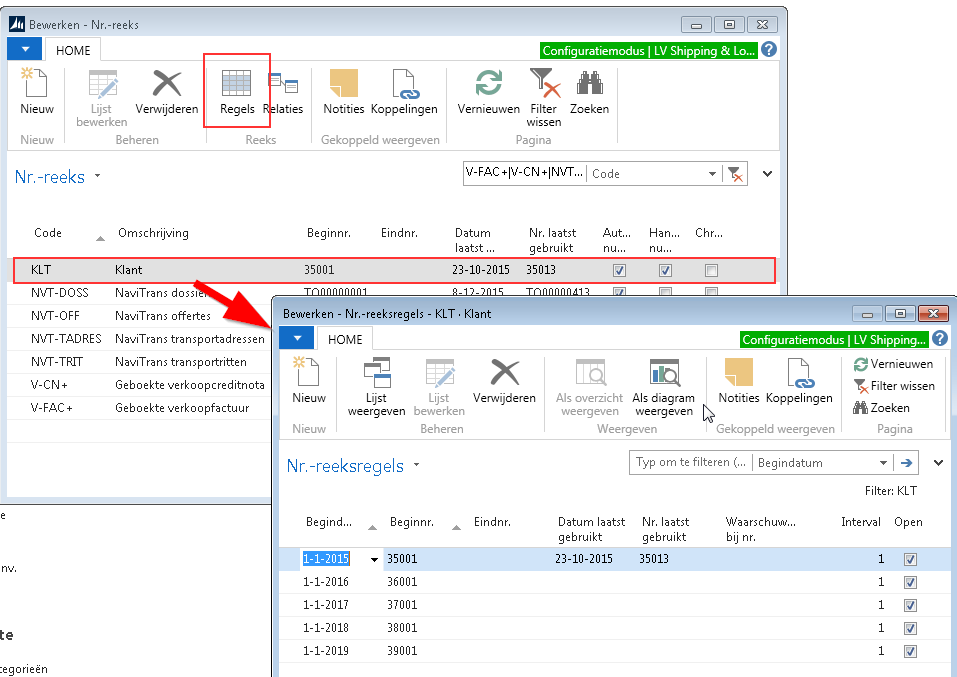 Bewerken - Nr.-reeks
HOME
Configuratiemodus | LV Shipping & Lo...
Nieuw
Lijst bewerken
Verwijderen
Regels
Relaties
Notities
Koppelingen
Vernieuwen
Filter wissen
Zoeken
Nieuw
Beheren
Reeks
Gekoppeld weergeven
Pagina
Nr.-reeks
V-FAC+|V-CN+|NVT... Code
Code Omschrijving Beginnr. Eindnr. Datum laatst ... Nr. laatst gebruikt Aut... nu... Han... nu... Chr...
KLT Klant 35001 23-10-2015 35013
NVT-DOSS NaviTrans dossier TO00000001 8-12-2015 TO00000413
NVT-OFF NaviTrans offertes
NVT-TADRES NaviTrans transportadressen
NVT-TRIT NaviTrans transportritten
V-CN+ Geboekte verkoopcreditnota
V-FAC+ Geboekte verkoopfactuur
Bewerken - Nr.-reeksregels - KLT · Klant
HOME
Configuratiemodus | LV Shipping...
Nieuw
Lijst weergeven
Lijst bewerken
Verwijderen
Als overzicht weergeven
Als diagram weergeven
Notities
Koppelingen
Vernieuwen
Filter wissen
Zoeken
Nieuw
Beheren
Weergeven
Gekoppeld weergeven
Pagina
Nr.-reeksregels
Typ om te filteren (... Begindatum
Filter: KLT
Begind... Beginnr. Eindnr. Datum laatst gebruikt Nr. laatst gebruikt Waarschuw... bij nr. Interval Open
1-1-2015 35001 23-10-2015 35013 1
1-1-2016 36001 1
1-1-2017 37001 1
1-1-2018 38001 1
1-1-2019 39001 1
e
nv.
te
tegorieën